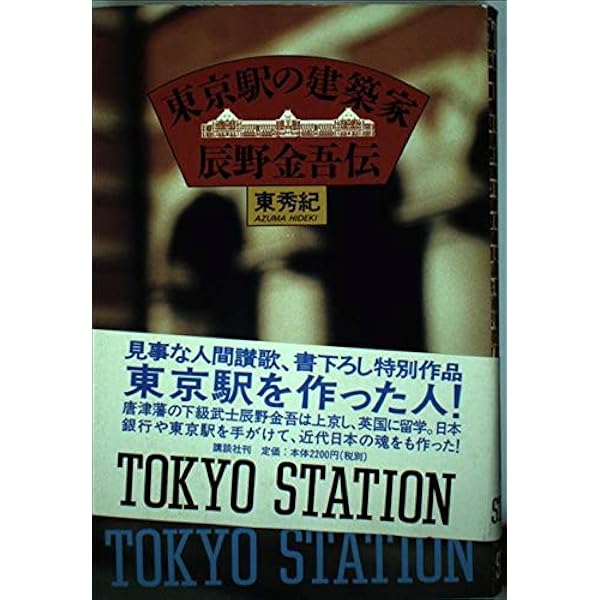 東京駅の建築家
辰野金吾伝
東秀紀
AZUMA HIDEKI
見事な人間讃歌、書下ろし特別作品
東京駅を作った人!
唐津藩の下級武士辰野金吾は上京し、英国に留学。日本
銀行や東京駅を手がけて、近代日本の魂をも作った!
講談社刊 定価:本体2200円(税別)
TOKYO STATION
TOKYO STATION